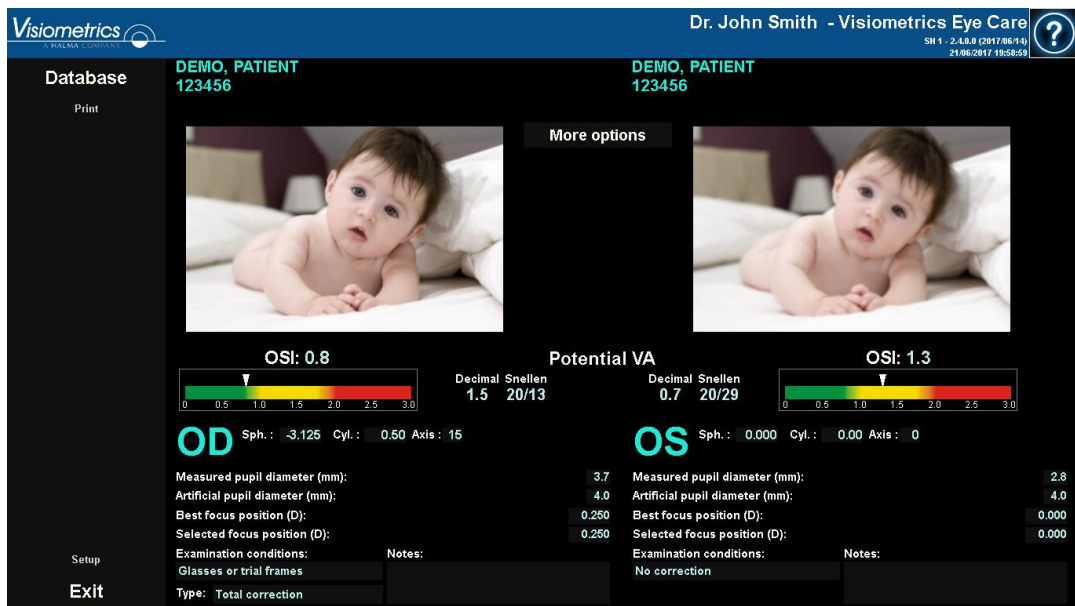 Visiometrics
A HALMA COMPANY
Dr. John Smith - Visiometrics Eye Care
SN 1 - 2.4.0.0 (2017/06/14)
21/06/2017 19:58:59
?
Database
Print
DEMO, PATIENT
123456
DEMO, PATIENT
123456
More options
OSI: 0.8
Potential VA
OSI: 1.3
Decimal Snellen
1.5 20/13
Decimal Snellen
0.7 20/29
0 0.5 1.0 1.5 2.0 2.5 3.0
0 0.5 1.0 1.5 2.0 2.5 3.0
OD Sph. : -3.125 Cyl. : 0.50 Axis : 15
OS Sph. : 0.000 Cyl. : 0.00 Axis : 0
Measured pupil diameter (mm): 3.7
Artificial pupil diameter (mm): 4.0
Best focus position (D): 0.250
Selected focus position (D): 0.250
Examination conditions: Notes:
Glasses or trial frames
Type: Total correction
Measured pupil diameter (mm): 2.8
Artificial pupil diameter (mm): 4.0
Best focus position (D): 0.000
Selected focus position (D): 0.000
Examination conditions: Notes:
No correction
Setup
Exit